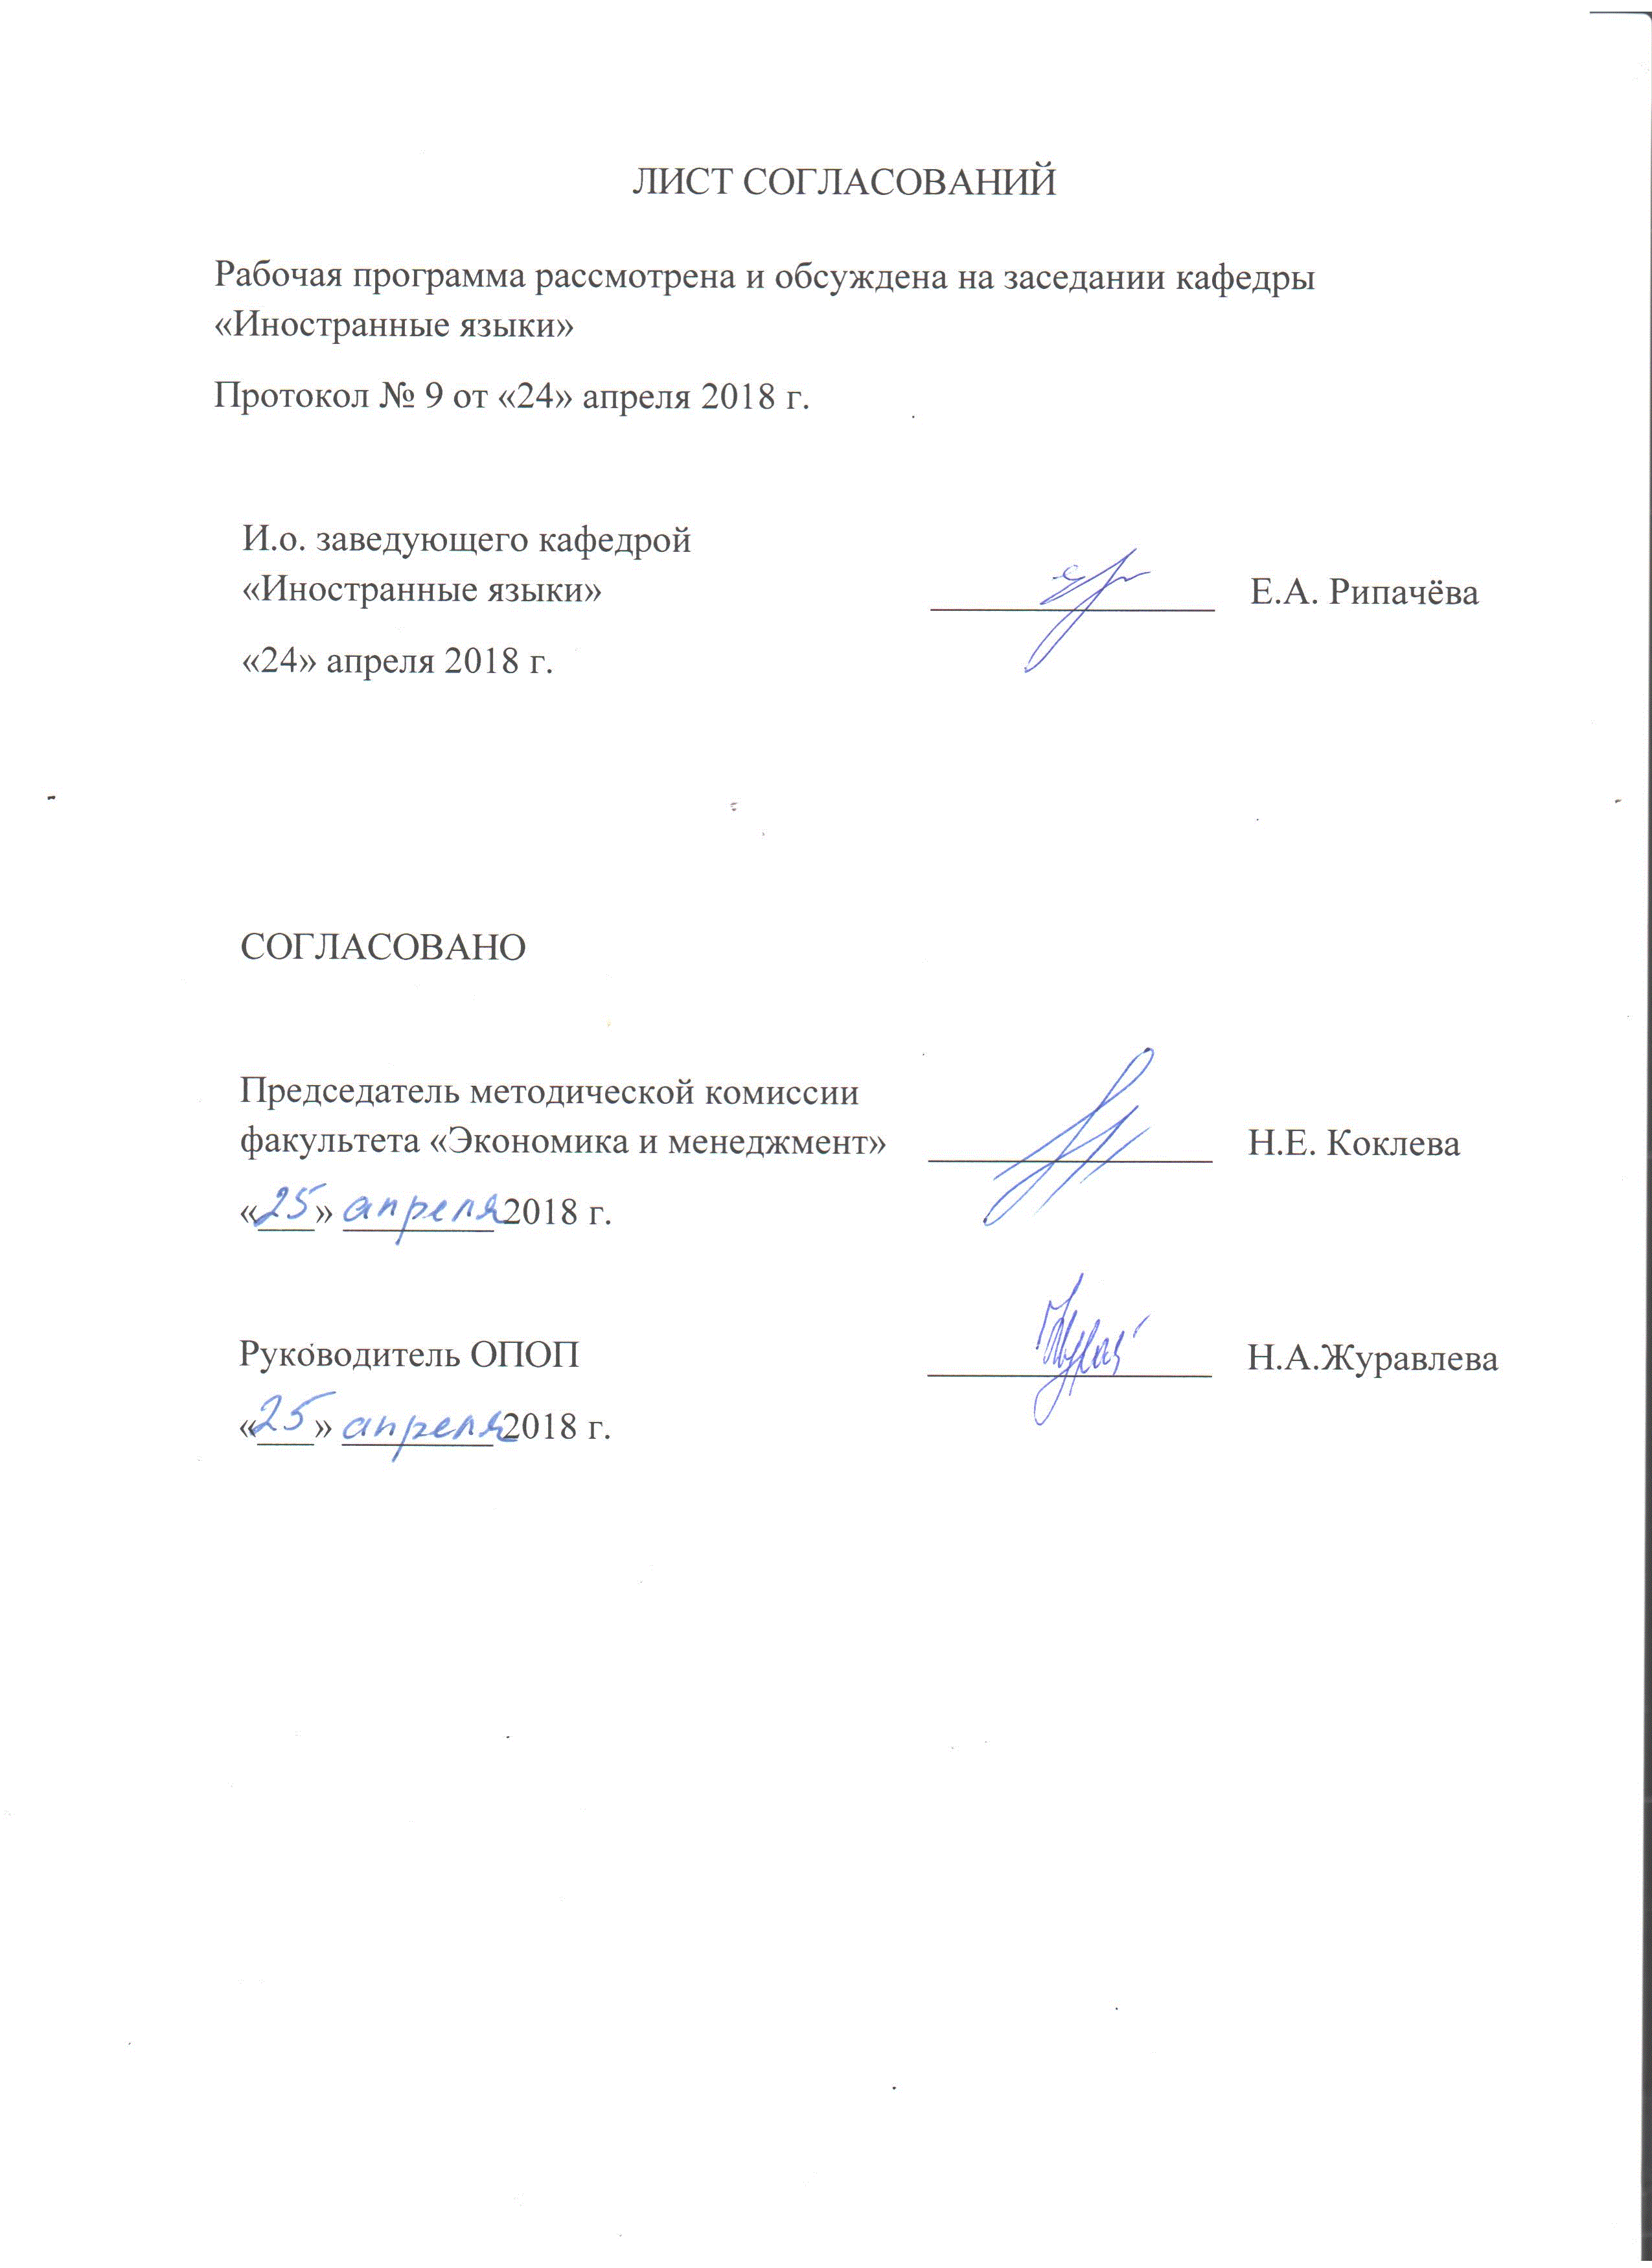 ЛИСТ СОГЛАСОВАНИЙ
Рабочая программа рассмотрена и обсуждена на заседании кафедры
«Иностранные языки»
Протокол № 9 от «24» апреля 2018 г.
И.о. заведующего кафедрой
«Иностранные языки» Е.А. Рипачёва
«24» апреля 2018 г.
СОГЛАСОВАНО
Председатель методической комиссии
факультета «Экономика и менеджмент» Н.Е. Коклева
«25» апреля 2018 г.
Руководитель ОПОП Н.А.Журавлева
«25» апреля 2018 г.